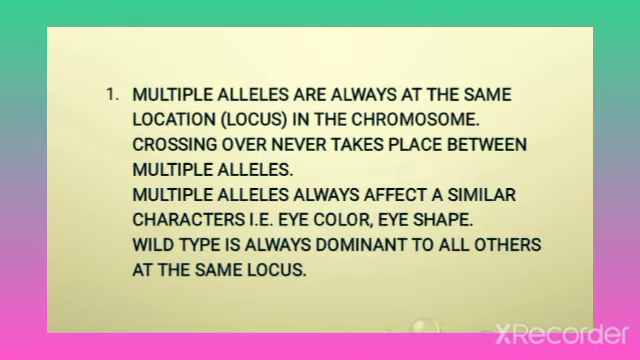 1. MULTIPLE ALLELES ARE ALWAYS AT THE SAME
LOCATION (LOCUS) IN THE CHROMOSOME.
CROSSING OVER NEVER TAKES PLACE BETWEEN
MULTIPLE ALLELES.
MULTIPLE ALLELES ALWAYS AFFECT A SIMILAR
CHARACTERS I.E. EYE COLOR, EYE SHAPE.
WILD TYPE IS ALWAYS DOMINANT TO ALL OTHERS
AT THE SAME LOCUS.
XRecorder